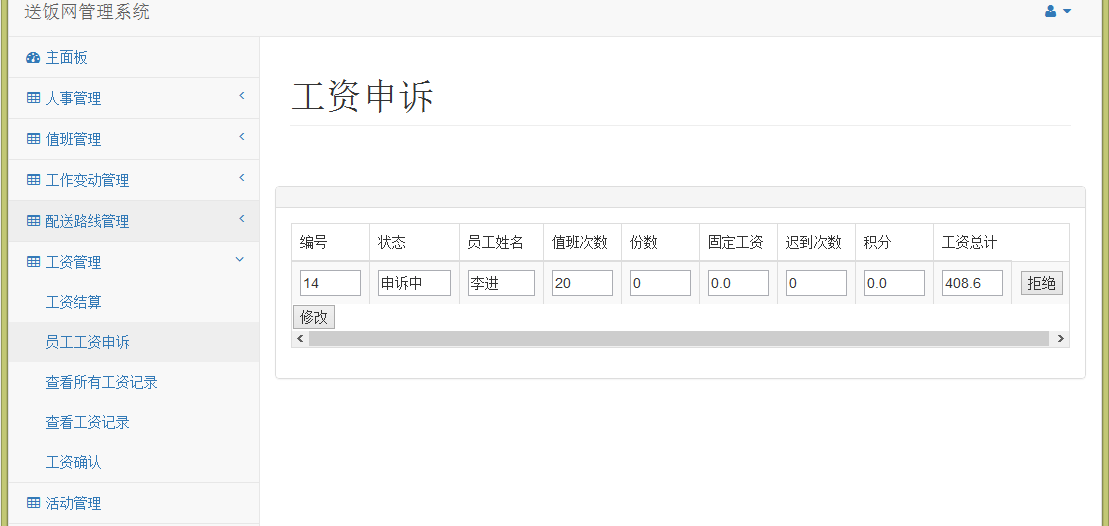 送饭网管理系统
主面板
人事管理
值班管理
工作变动管理
配送路线管理
工资管理
工资结算
员工工资申诉
查看所有工资记录
查看工资记录
工资确认
活动管理
工资申诉
编号 状态 员工姓名 值班次数 份数 固定工资 迟到次数 积分 工资总计
14 申诉中 李进 20 0 0.0 0 0.0 408.6 拒绝
修改